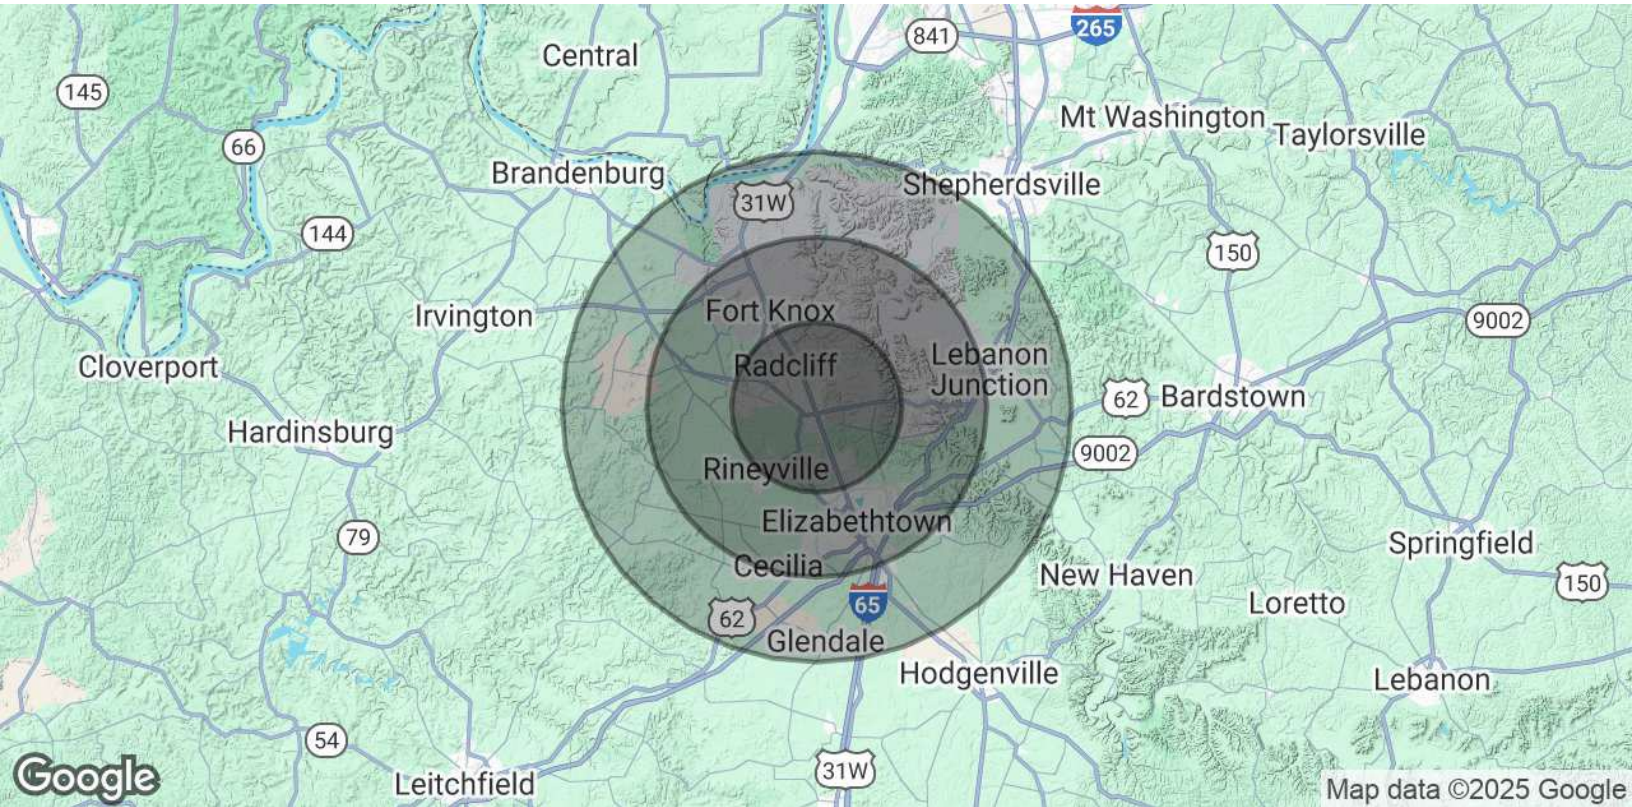 841
265
Central
145
Mt Washington
Taylorsville
66
Brandenburg
Shepherdsville
31W
144
150
Fort Knox
Irvington
9002
Radcliff
Lebanon
Junction
Cloverport
62
Bardstown
Hardinsburg
9002
Rineyville
Elizabethtown
79
Springfield
Cecilia
New Haven
150
65
Loretto
62
Glendale
Hodgenville
Lebanon
54
31W
Google
Leitchfield
Map data ©2025 Google